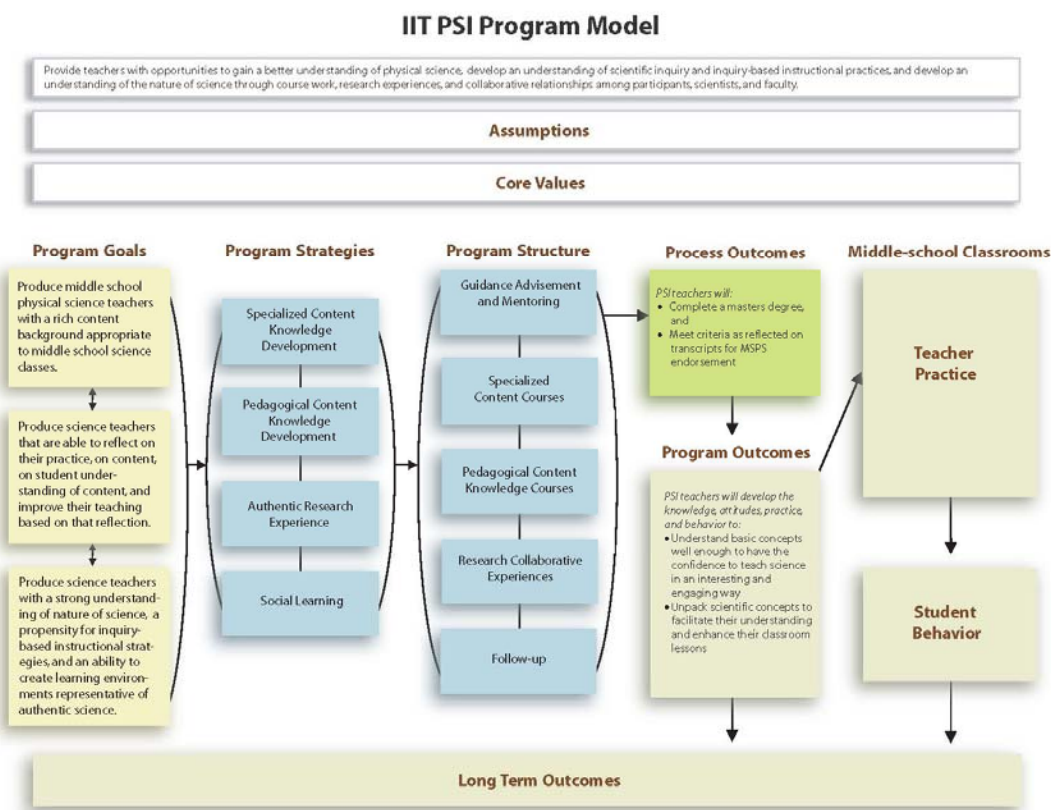 IIT PSI Program Model
Provide teachers with opportunities to gain a better understanding of physical science, develop an understanding of scientific inquiry and inquiry-based instructional practices, and develop an
understanding of the nature of science through course work, research experiences, and collaborative relationships among participants, scientists, and faculty.
Assumptions
Core Values
Program Goals
Produce middle school
physical science teachers
with a rich content
background appropriate
to middle school science
classes.
Produce science teachers
that are able to reflect on
their practice, on content,
on student under-
standing of content, and
improve their teaching
based on that reflection.
Produce science teachers
with a strong understand-
ing of nature of science, a
propensity for inquiry-
based instructional strat-
egies, and an ability to
create learning environ-
ments representative of
authentic science.
Program Strategies
Specialized Content
Knowledge
Development
Pedagogical Content
Knowledge
Development
Authentic Research
Experience
Social Learning
Program Structure
Guidance Advisement
and Mentoring
Specialized
Content Courses
Pedagogical Content
Knowledge Courses
Research Collaborative
Experiences
Follow-up
Process Outcomes
PSI teachers will:
• Complete a masters degree,
and
• Meet criteria as reflected on
transcripts for MSPS
endorsement
Program Outcomes
PSI teachers will develop the
knowledge, attitudes, practice,
and behavior to:
• Understand basic concepts
well enough to have the
confidence to teach science
in an interesting and
engaging way
• Unpack scientific concepts to
facilitate their understanding
and enhance their classroom
lessons
Middle-school Classrooms
Teacher
Practice
Student
Behavior
Long Term Outcomes